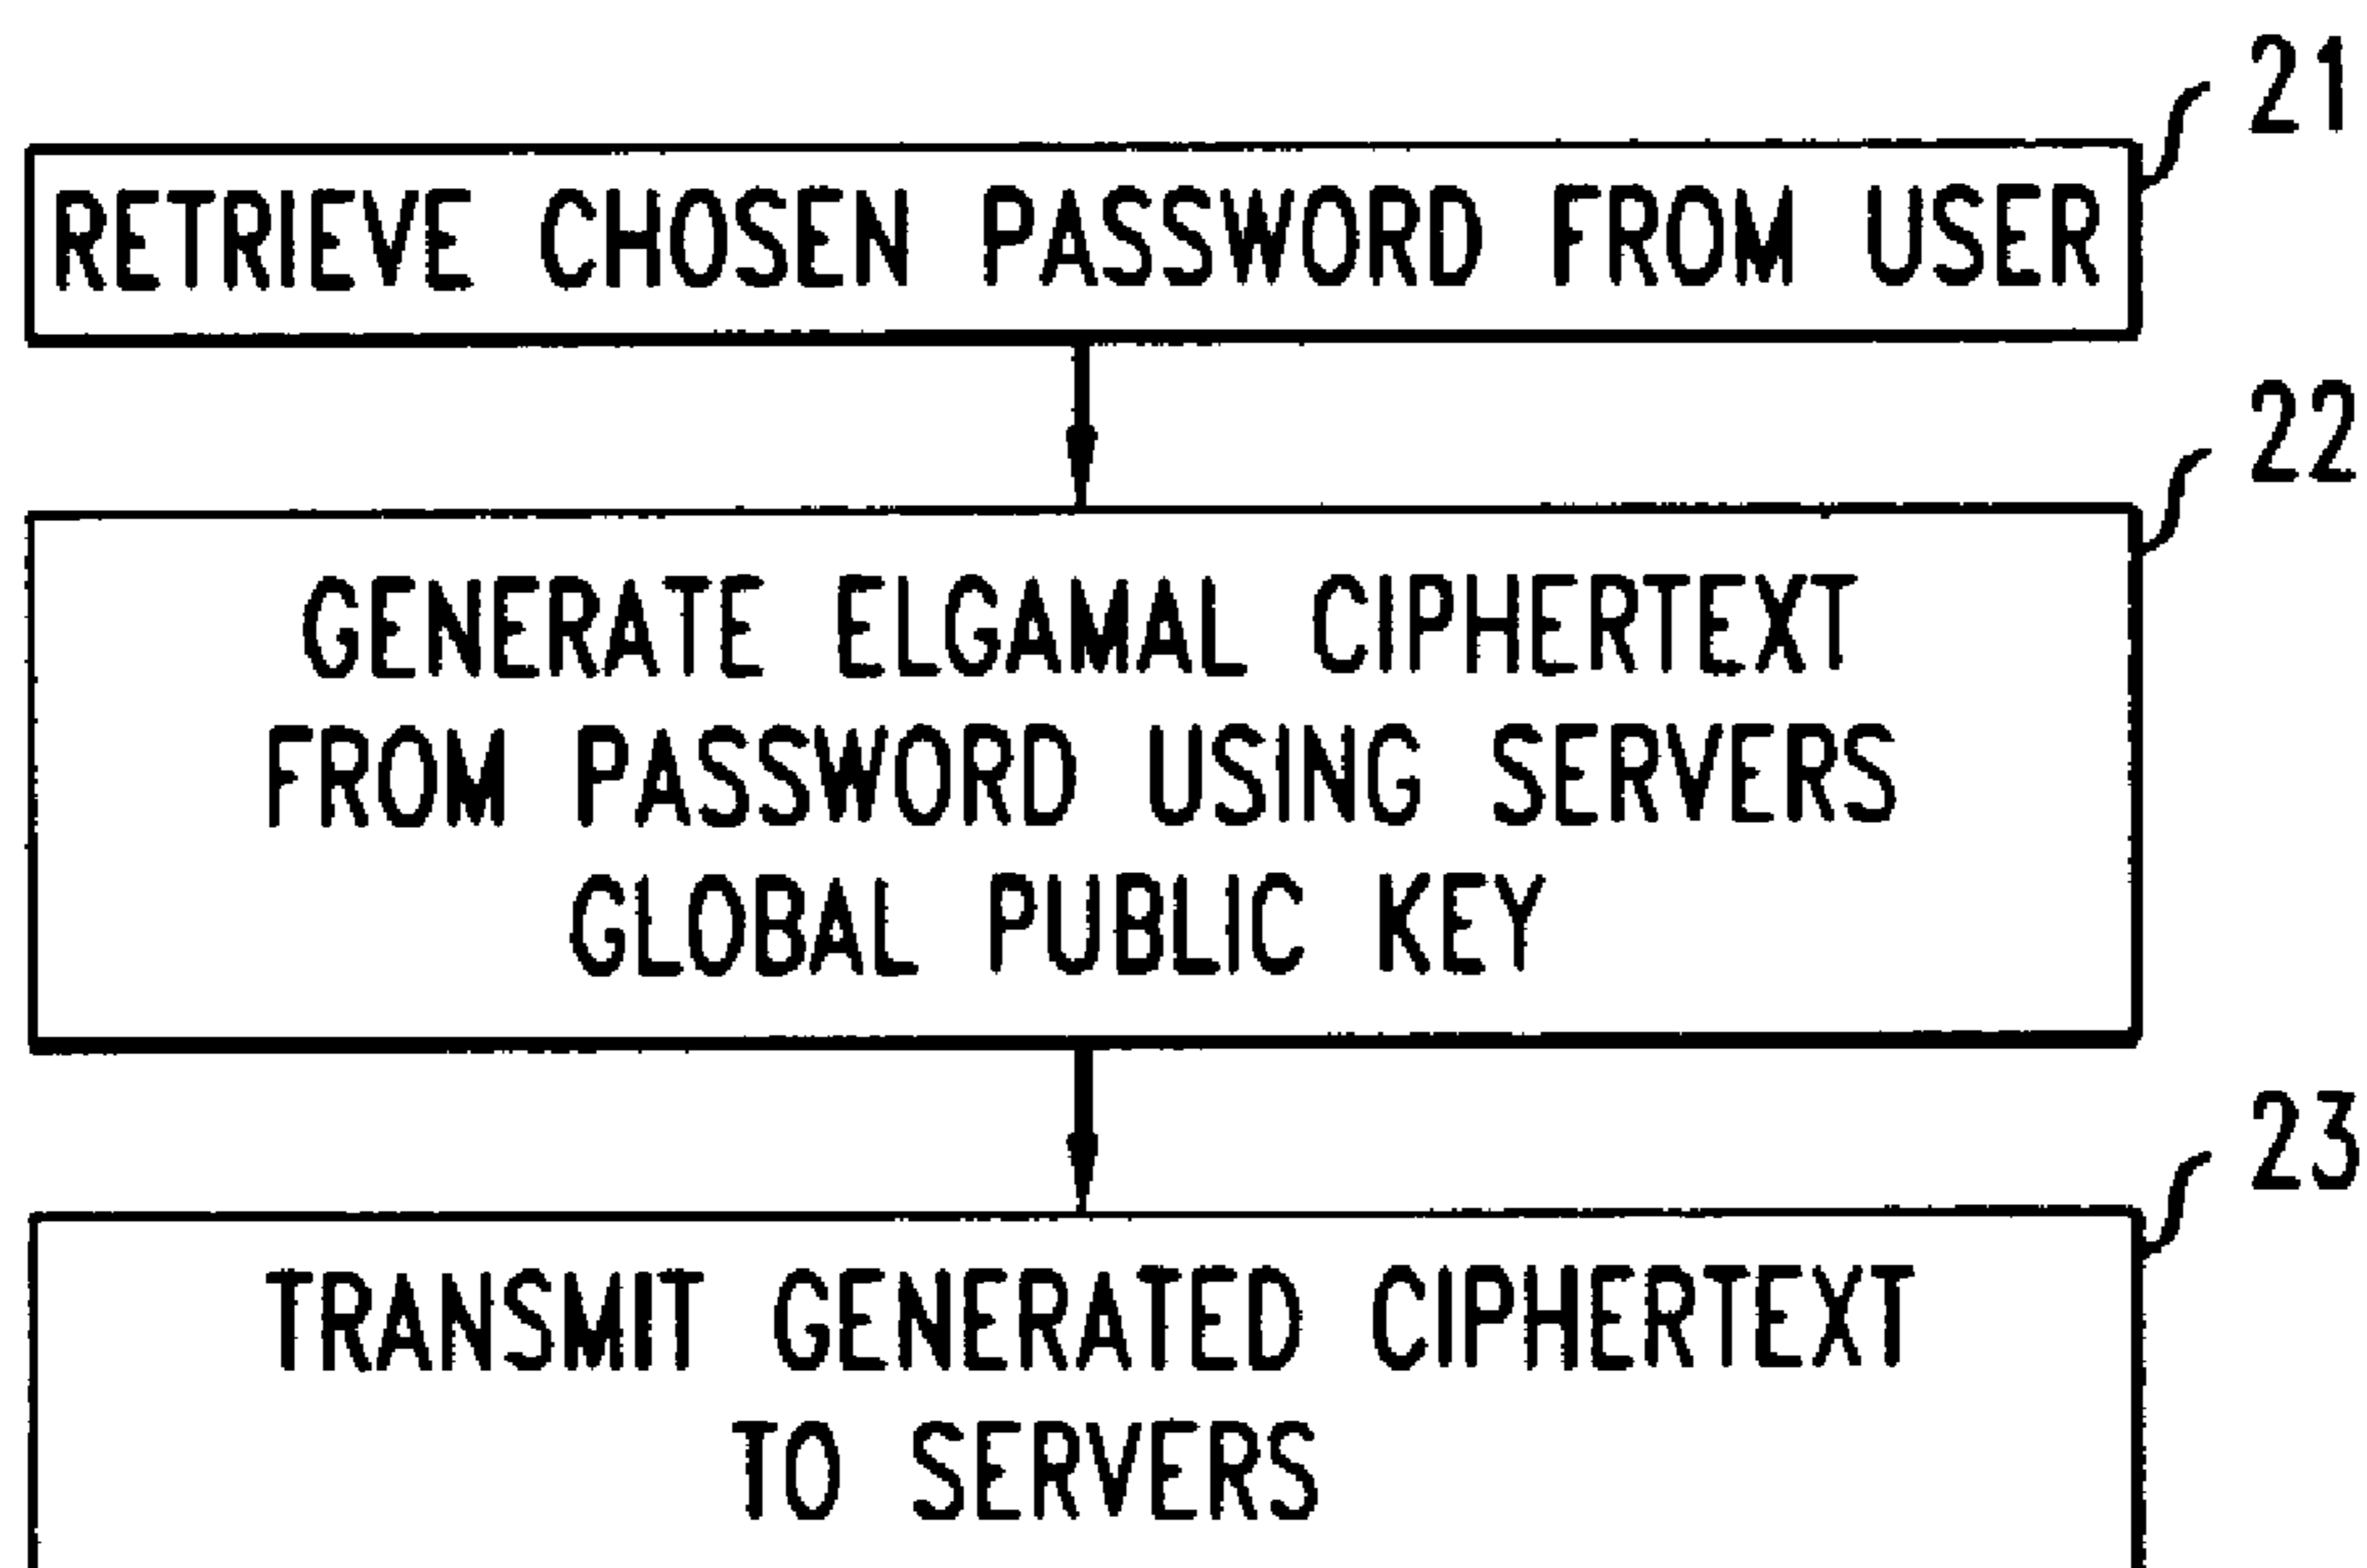 21
RETRIEVE CHOSEN PASSWORD FROM USER
22
GENERATE ELGAMAL CIPHERTEXT
FROM PASSWORD USING SERVERS
GLOBAL PUBLIC KEY
23
TRANSMIT GENERATED CIPHERTEXT
TO SERVERS